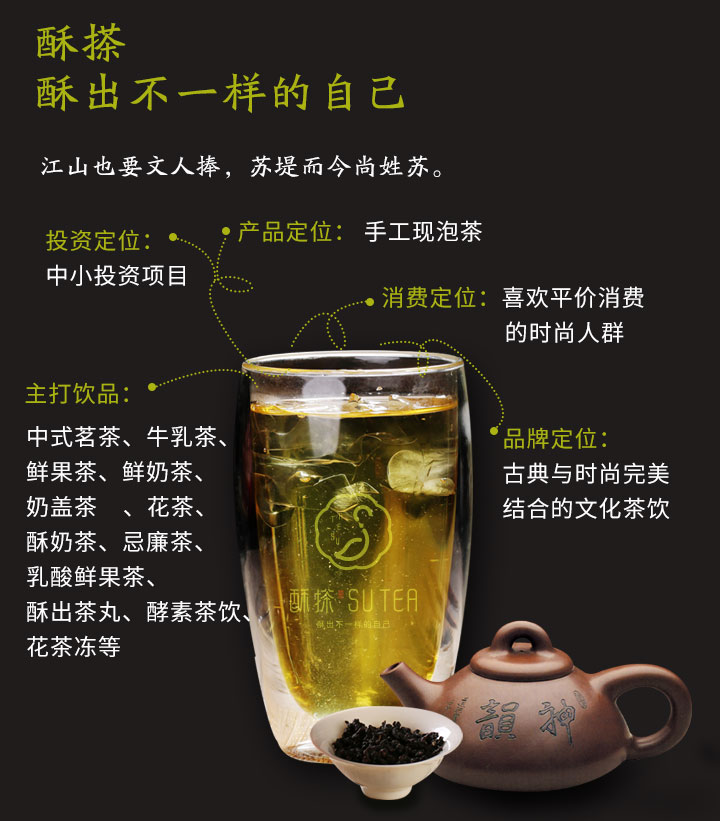 酥搽
酥出不一样的自己
江山也要文人捧，苏堤而今尚姓苏。
投资定位：
中小投资项目
产品定位： 手工现泡茶
消费定位：喜欢平价消费
的时尚人群
主打饮品：
中式茗茶、牛乳茶、
鲜果茶、鲜奶茶、
奶盖茶 、花茶、
酥奶茶、忌廉茶、
乳酸鲜果茶、
酥出茶丸、酵素茶饮、
花茶冻等
品牌定位：
古典与时尚完美
结合的文化茶饮
酥搽 SU TEA
酥出不一样的自己
韻神